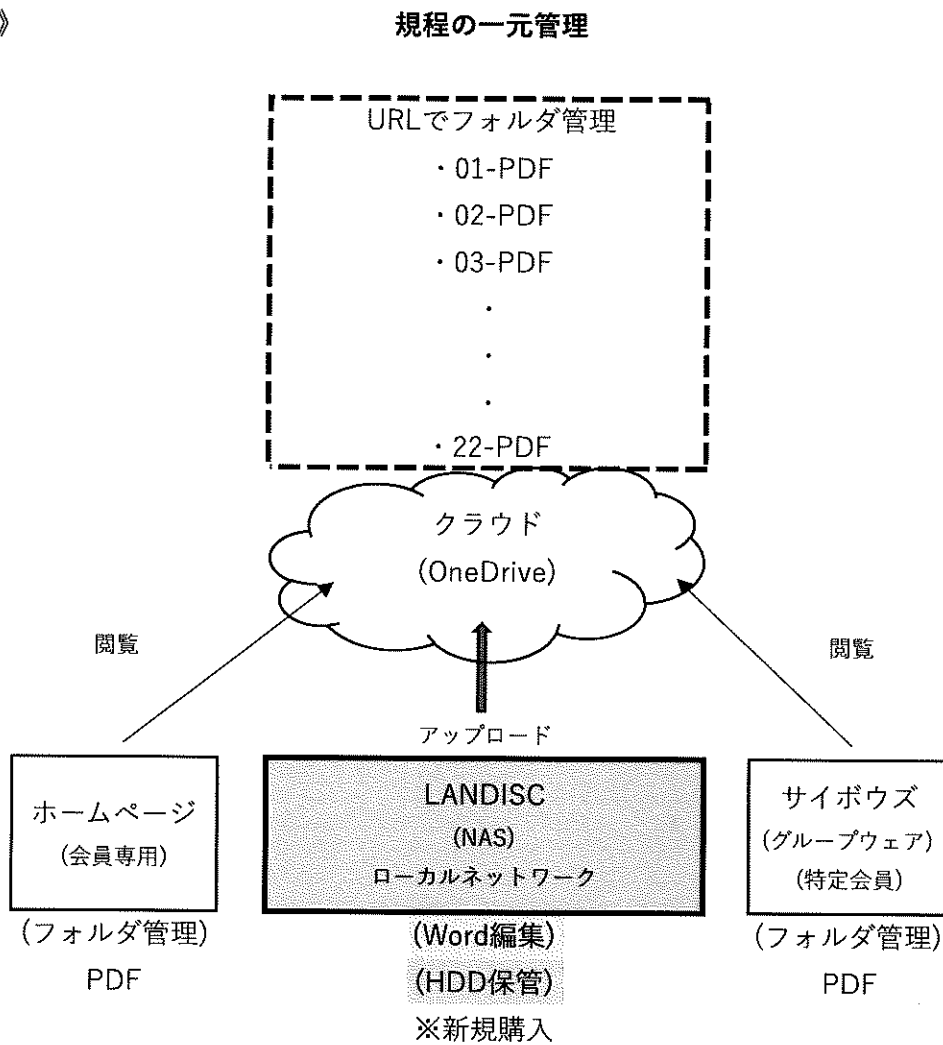 》
規程の一元管理
URLでフォルダ管理
・01-PDF
・02-PDF
・03-PDF
・
・
・
・22-PDF
クラウド
(OneDrive)
閲覧
閲覧
アップロード
ホームページ
(会員専用)
(フォルダ管理)
PDF
LANDISC
(NAS)
ローカルネットワーク
(Word編集)
(HDD保管)
※新規購入
サイボウズ
(グループウェア)
(特定会員)
(フォルダ管理)
PDF